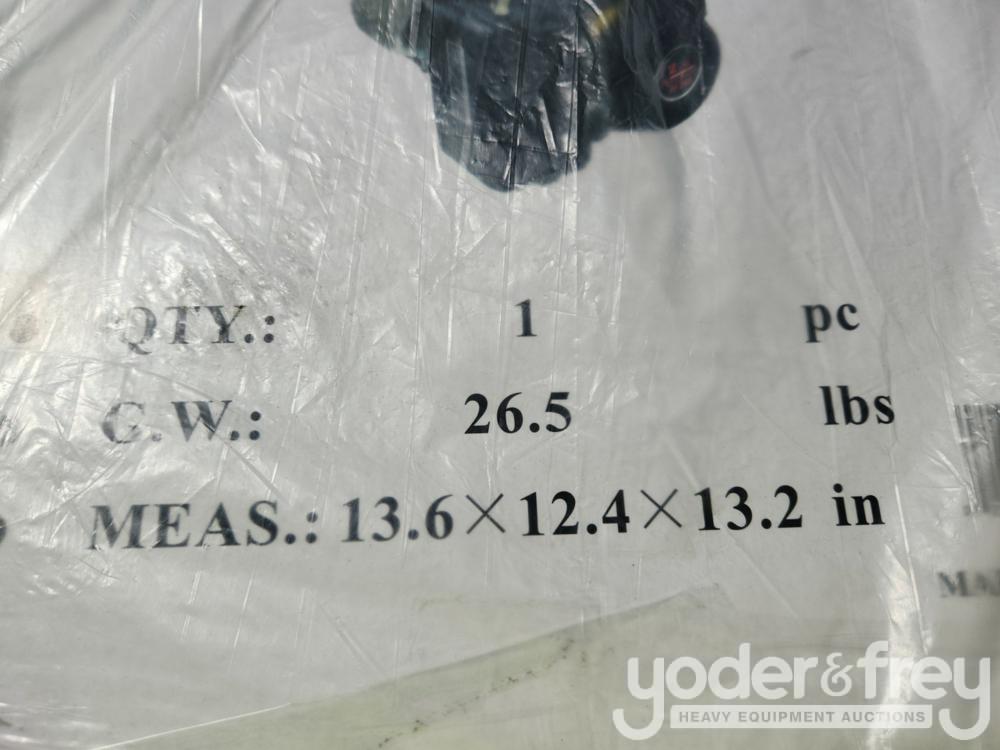 QTY.: 1 pc
G.W.: 26.5 lbs
MEAS.: 13.6×12.4×13.2 in
yoder&frey
HEAVY EQUIPMENT AUCTIONS